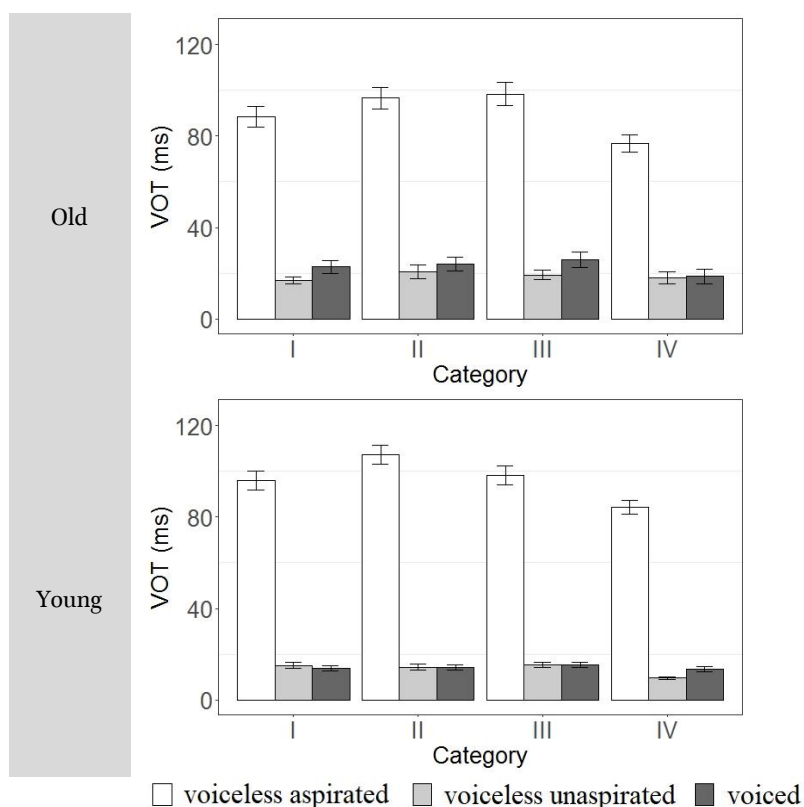 Old
VOT (ms)
120
80
40
0
I II III IV
Category
Young
VOT (ms)
120
80
40
0
I II III IV
Category
voiceless aspirated voiceless unaspirated voiced